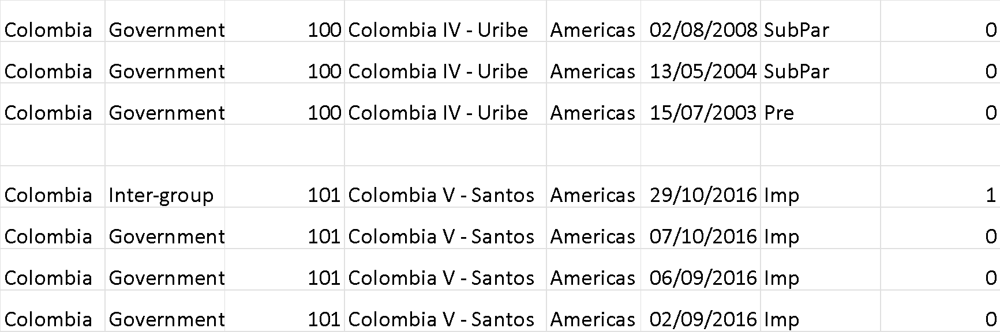 Colombia Government 100 Colombia IV - Uribe Americas 02/08/2008 SubPar 0
Colombia Government 100 Colombia IV - Uribe Americas 13/05/2004 SubPar 0
Colombia Government 100 Colombia IV - Uribe Americas 15/07/2003 Pre 0
Colombia Inter-group 101 Colombia V - Santos Americas 29/10/2016 Imp 1
Colombia Government 101 Colombia V - Santos Americas 07/10/2016 Imp 0
Colombia Government 101 Colombia V - Santos Americas 06/09/2016 Imp 0
Colombia Government 101 Colombia V - Santos Americas 02/09/2016 Imp 0